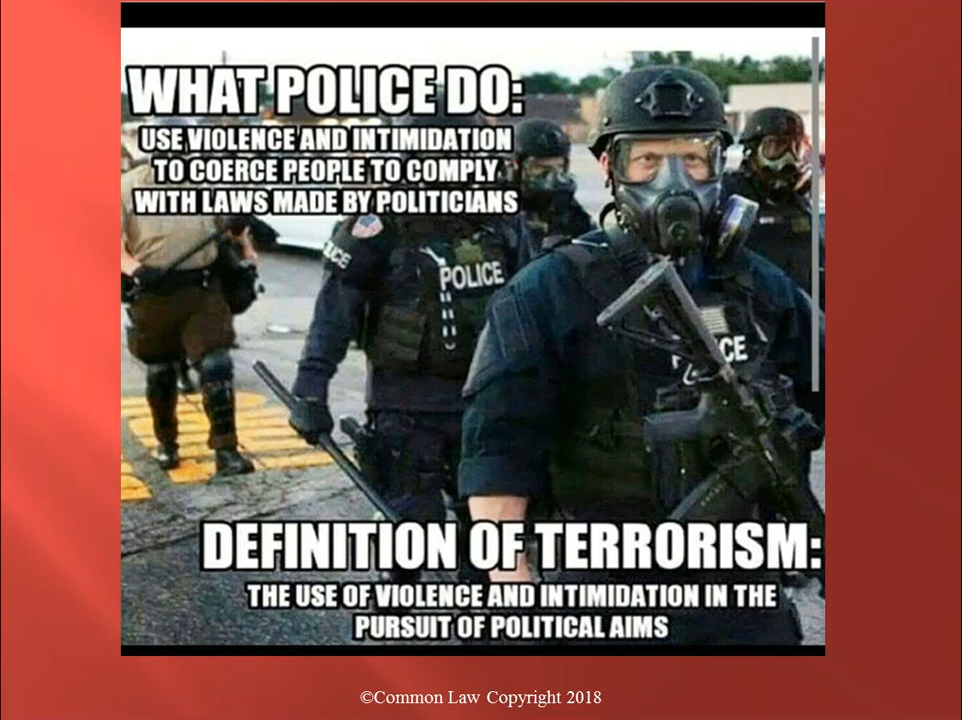 WHAT POLICE DO:
USE VIOLENCE AND INTIMIDATION
TO COERCE PEOPLE TO COMPLY
WITH LAWS MADE BY POLITICIANS
POLICE
DEFINITION OF TERRORISM:
THE USE OF VIOLENCE AND INTIMIDATION IN THE
PURSUIT OF POLITICAL AIMS
©Common Law Copyright 2018